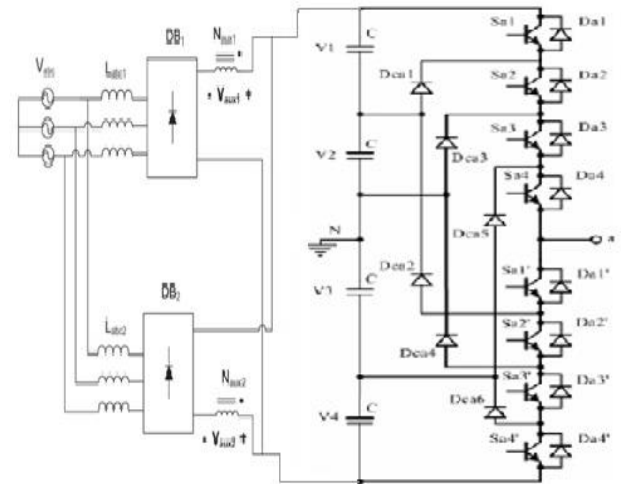 DB₁
Naux1
Vaux1
Labc1
DB₂
Labc2
Naux2
Vaux2
V1
C
V2
C
N
V3
C
V4
C
Dca1
Dca3
Dca5
Dca2
Dca4
Dca6
Sa1
Da1
Sa2
Da2
Sa3
Da3
Sa4
Da4
a
Sa1'
Da1'
Sa2'
Da2'
Sa3'
Da3'
Sa4'
Da4'